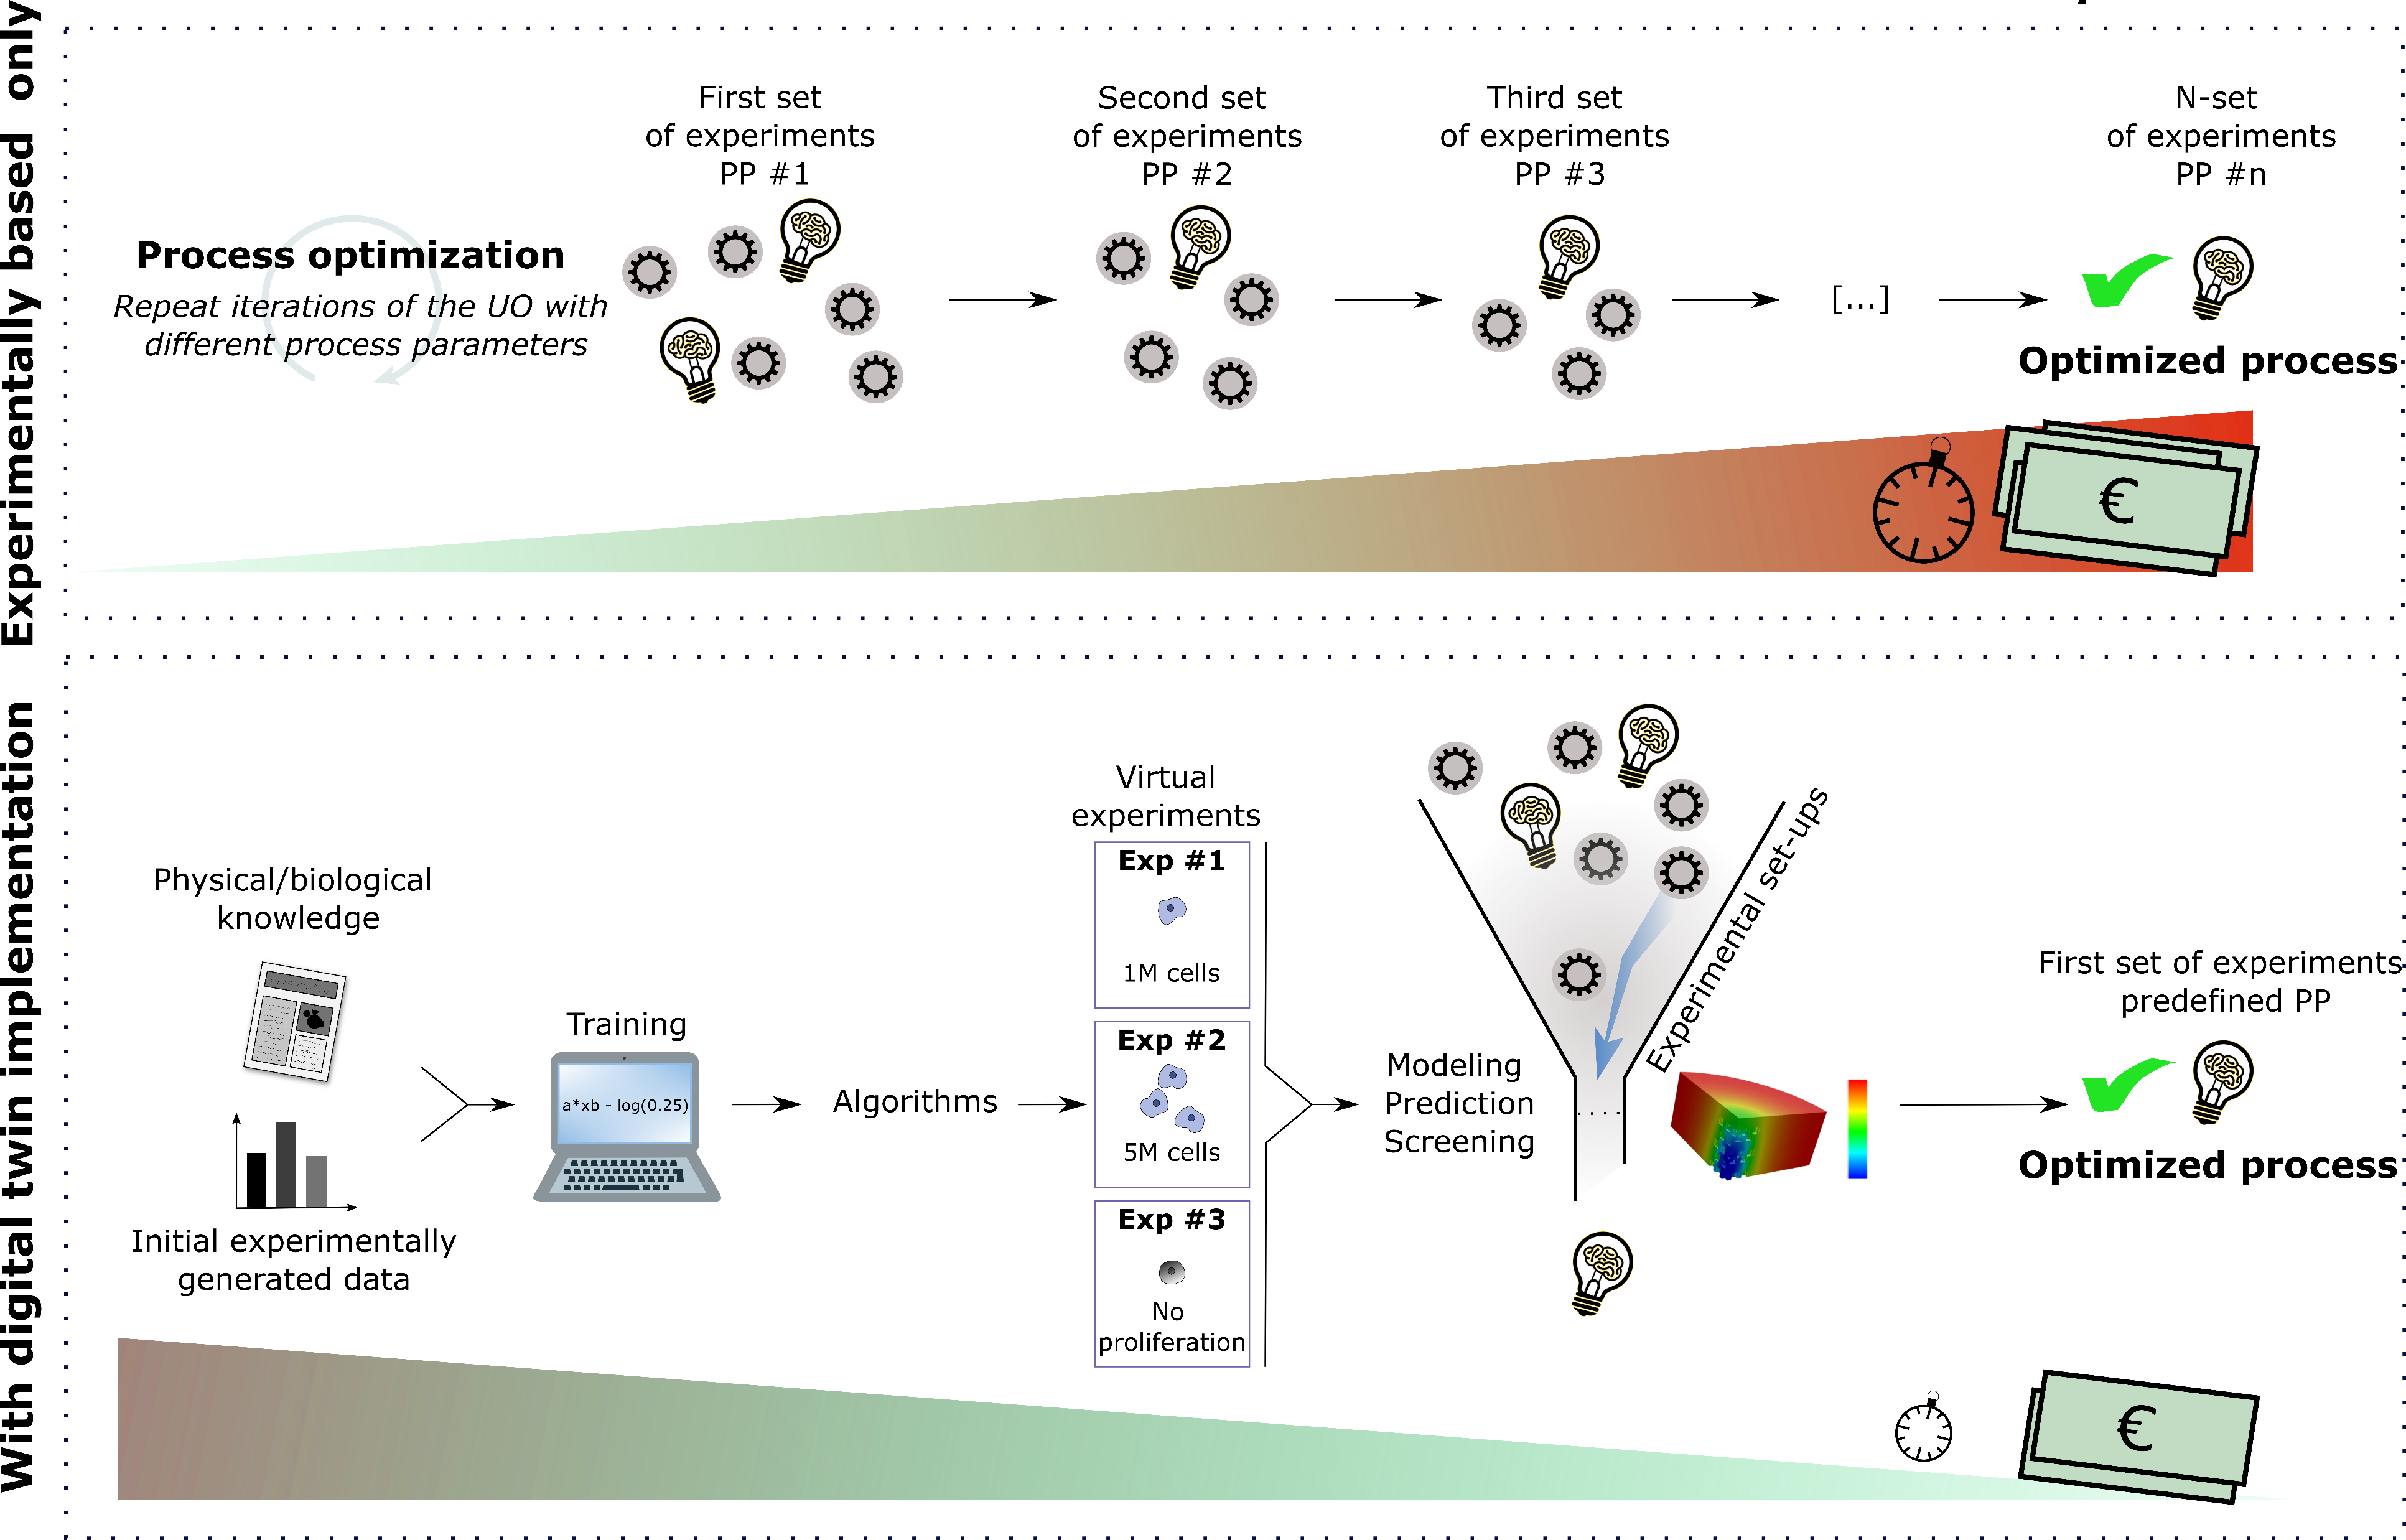 Experimentally based only
First set
of experiments
PP #1
Second set
of experiments
PP #2
Third set
of experiments
PP #3
N-set
of experiments
PP #n
Process optimization
Repeat iterations of the UO with
different process parameters
[...]
Optimized process
€
With digital twin implementation
Physical/biological
knowledge
Initial experimentally
generated data
Training
a*xb - log(0.25)
Algorithms
Virtual
experiments
Exp #1
1M cells
Exp #2
5M cells
Exp #3
No
proliferation
Modeling
Prediction
Screening
Experimental set-ups
First set of experiments
predefined PP
Optimized process
€